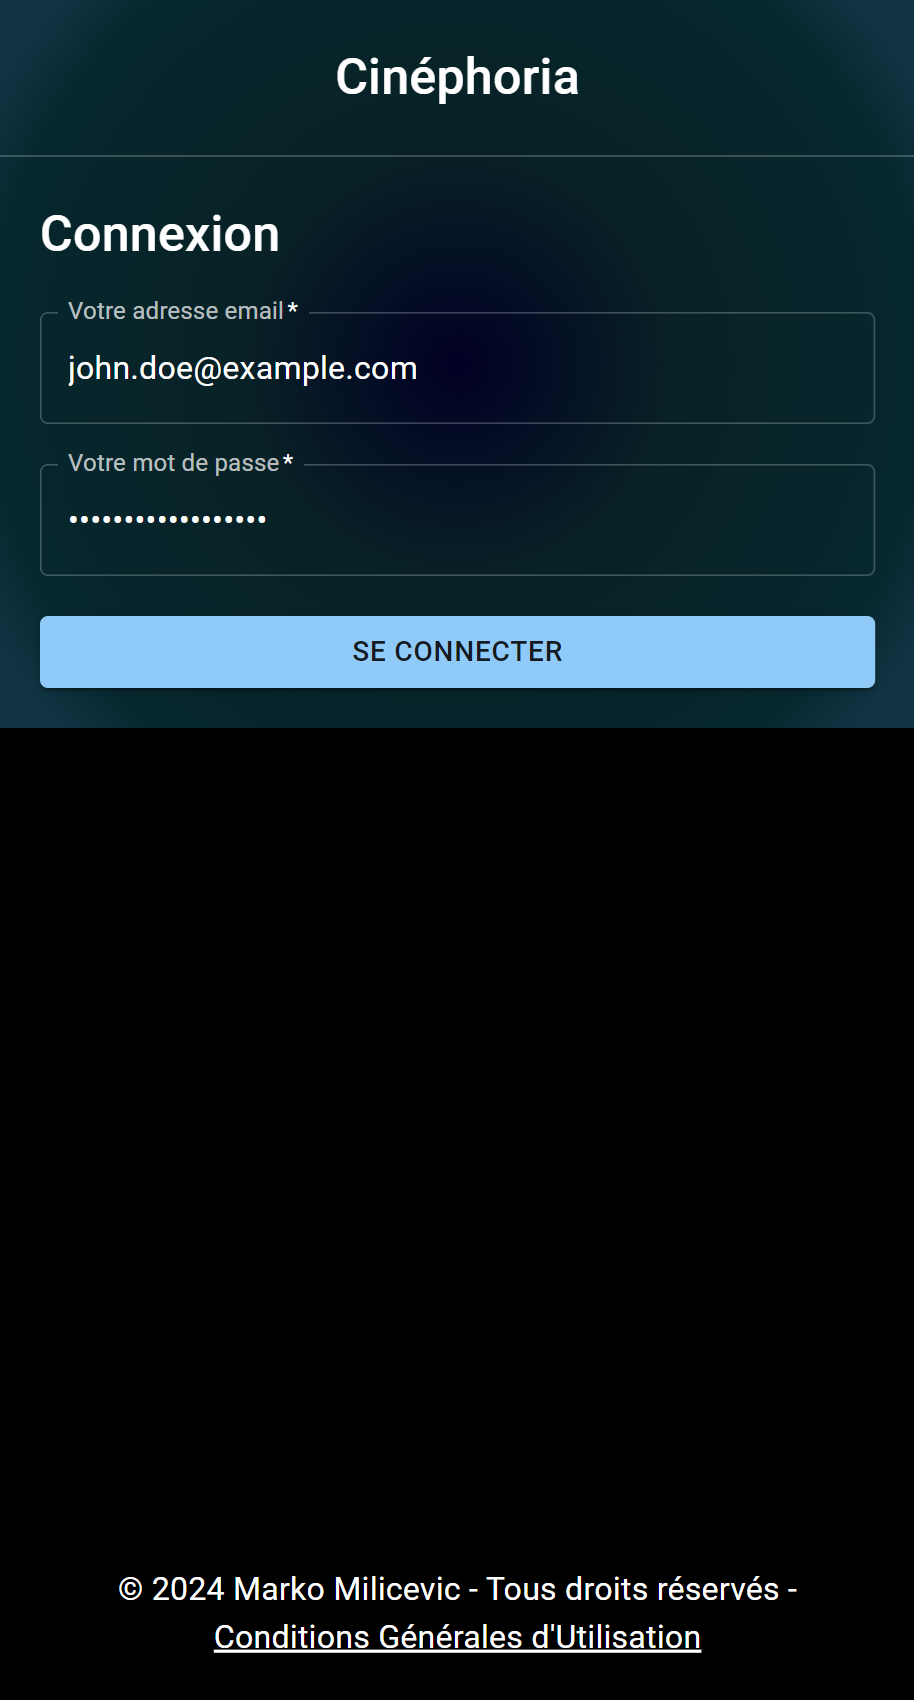 Cinéphoria
Connexion
Votre adresse email *
john.doe@example.com
Votre mot de passe *
••••••••••••••••••
SE CONNECTER
© 2024 Marko Milicevic - Tous droits réservés -
Conditions Générales d'Utilisation